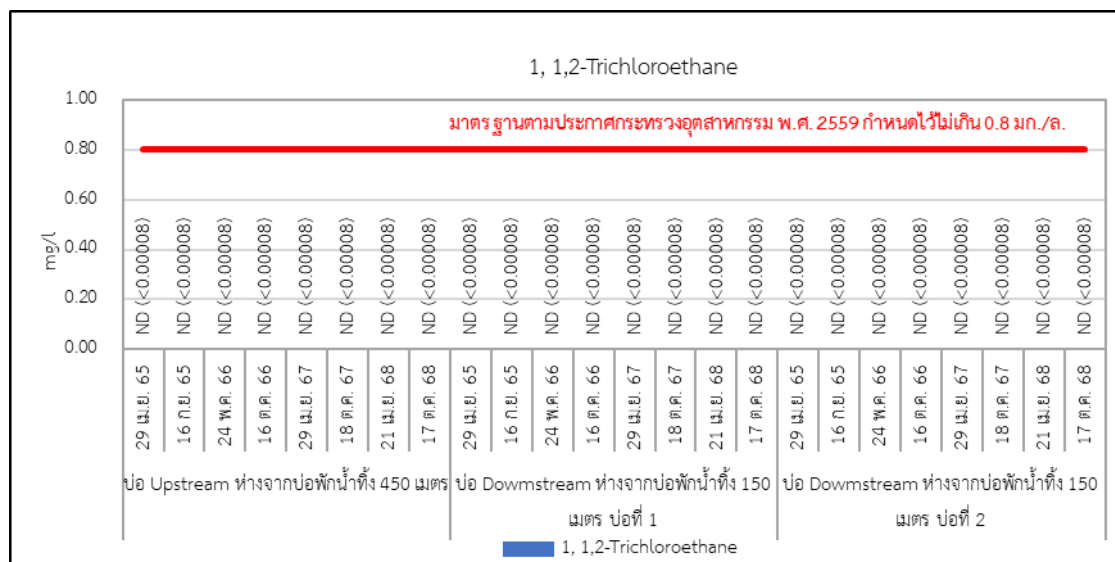 1, 1,2-Trichloroethane
1.00
มาตรฐานตามประกาศกระทรวงอุตสาหกรรม พ.ศ. 2559 กำหนดไว้ไม่เกิน 0.8 มก./ล.
0.80
0.60
0.40
0.20
0.00
mg/l
ND (<0.00008) ND (<0.00008) ND (<0.00008) ND (<0.00008) ND (<0.00008) ND (<0.00008) ND (<0.00008) ND (<0.00008) ND (<0.00008) ND (<0.00008) ND (<0.00008) ND (<0.00008) ND (<0.00008) ND (<0.00008) ND (<0.00008) ND (<0.00008) ND (<0.00008) ND (<0.00008) ND (<0.00008) ND (<0.00008) ND (<0.00008) ND (<0.00008) ND (<0.00008) ND (<0.00008)
29 เม.ย. 65 16 ก.ย. 65 24 พ.ค. 66 16 ต.ค. 66 29 เม.ย. 67 18 ต.ค. 67 21 เม.ย. 68 17 ต.ค. 68 29 เม.ย. 65 16 ก.ย. 65 24 พ.ค. 66 16 ต.ค. 66 29 เม.ย. 67 18 ต.ค. 67 21 เม.ย. 68 17 ต.ค. 68 29 เม.ย. 65 16 ก.ย. 65 24 พ.ค. 66 16 ต.ค. 66 29 เม.ย. 67 18 ต.ค. 67 21 เม.ย. 68 17 ต.ค. 68
บ่อ Upstream ห่างจากบ่อพักน้ำทิ้ง 450 เมตร
บ่อ Dowmstream ห่างจากบ่อพักน้ำทิ้ง 150
เมตร บ่อที่ 1
บ่อ Dowmstream ห่างจากบ่อพักน้ำทิ้ง 150
เมตร บ่อที่ 2
1, 1,2-Trichloroethane